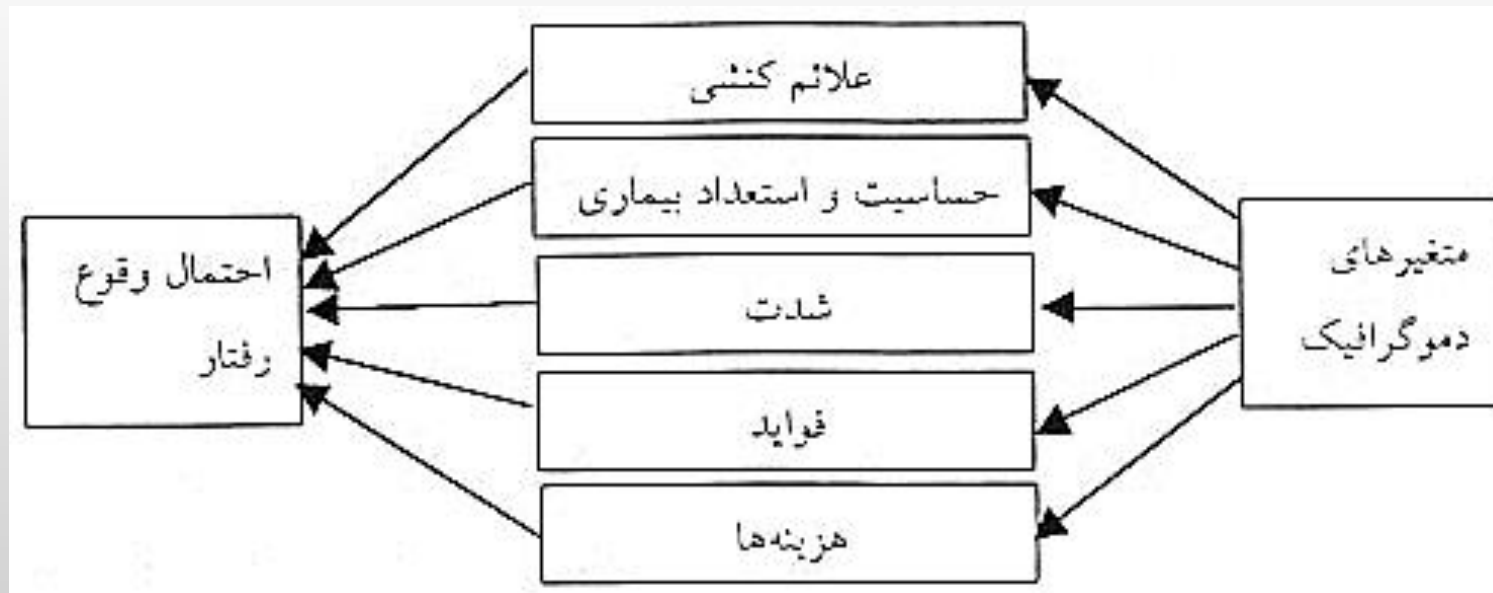 متغیرهای
دموگرافیک
علائم کنشی
حساسیت و استعداد بیماری
شدت
فواید
هزینه‌ها
احتمال وقوع
رفتار